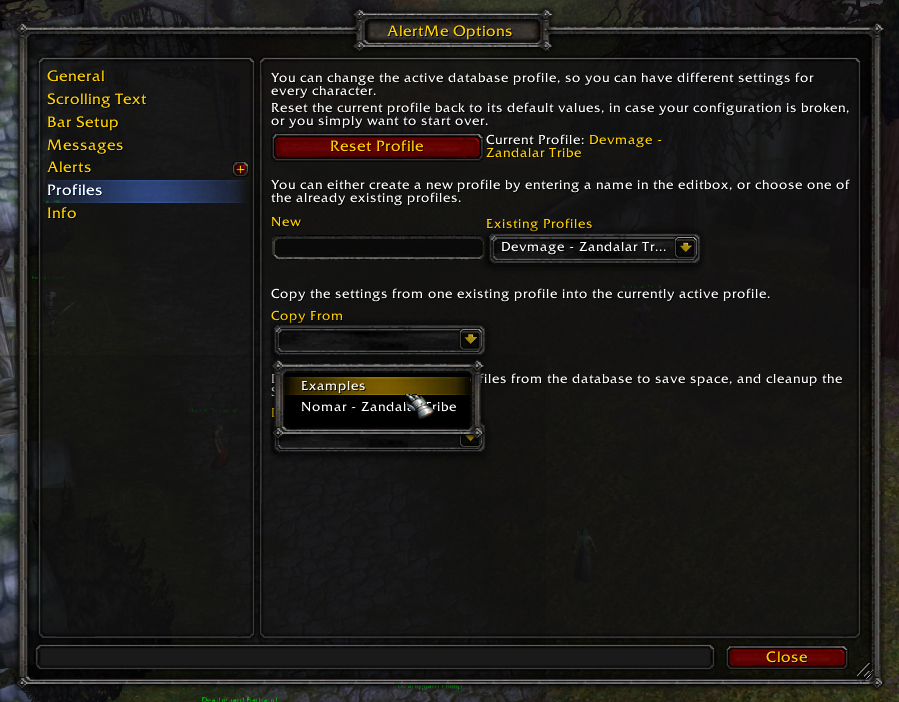 AlertMe Options
General
Scrolling Text
Bar Setup
Messages
Alerts
Profiles
Info
You can change the active database profile, so you can have different settings for
every character.
Reset the current profile back to its default values, in case your configuration is broken,
or you simply want to start over.
Reset Profile
Current Profile: Devmage -
Zandalar Tribe
You can either create a new profile by entering a name in the editbox, or choose one of
the already existing profiles.
New
Existing Profiles
Devmage - Zandalar Tr...
Copy the settings from one existing profile into the currently active profile.
Copy From
Examples
Nomar - Zandalar Tribe
from the database to save space, and cleanup the
Close